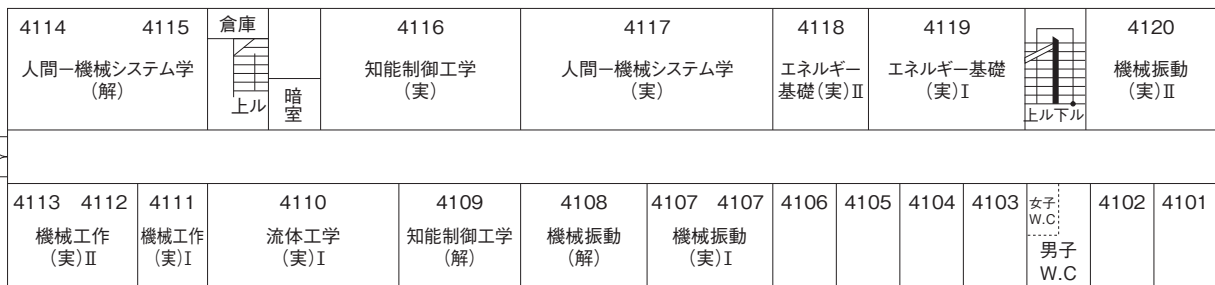 4114 4115
人間ー機械システム学
(解)
倉庫
上ル
暗室
4116
知能制御工学
(実)
4117
人間ー機械システム学
(実)
4118
エネルギー
基礎(実)Ⅱ
4119
エネルギー基礎
(実)Ⅰ
上ル下ル
4120
機械振動
(実)Ⅱ
4113 4112
機械工作
(実)Ⅱ
4111
機械工作
(実)Ⅰ
4110
流体工学
(実)Ⅰ
4109
知能制御工学
(解)
4108
機械振動
(解)
4107 4107
機械振動
(実)Ⅰ
4106
4105
4104
4103
女子
W.C
男子
W.C
4102
4101